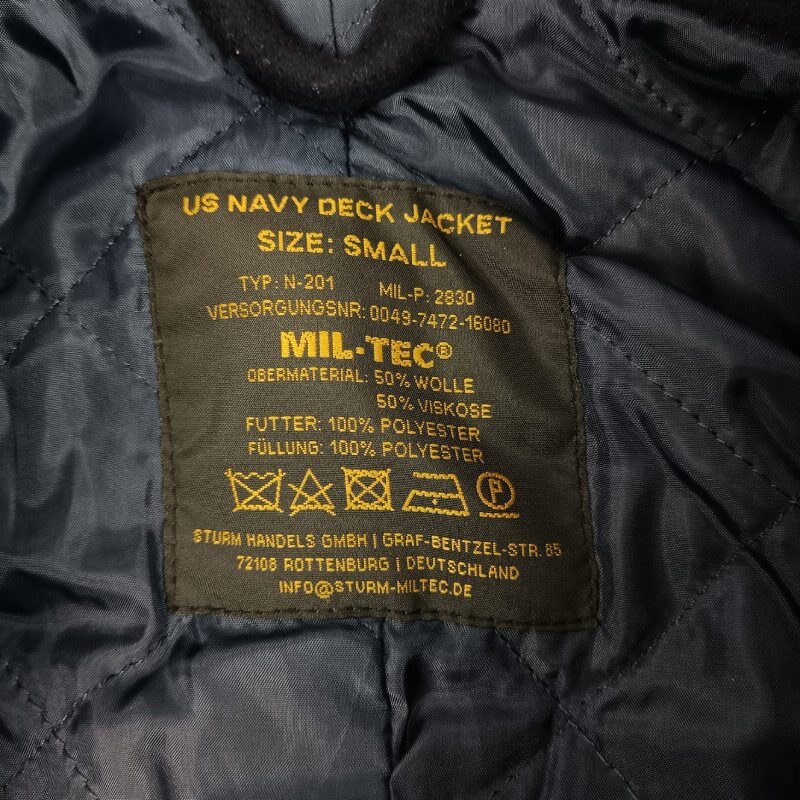 US NAVY DECK JACKET
SIZE: SMALL
TYP: N-201 MIL-P: 2830
VERSORGUNGSNR: 0049-7472-16080
MIL-TEC®
OBERMATERIAL: 50% WOLLE
50% VISKOSE
FUTTER: 100% POLYESTER
FÜLLUNG: 100% POLYESTER
P
STURM HANDELS GMBH | GRAF-BENTZEL-STR. 85
72108 ROTTENBURG | DEUTSCHLAND
INFO@STURM-MILTEC.DE